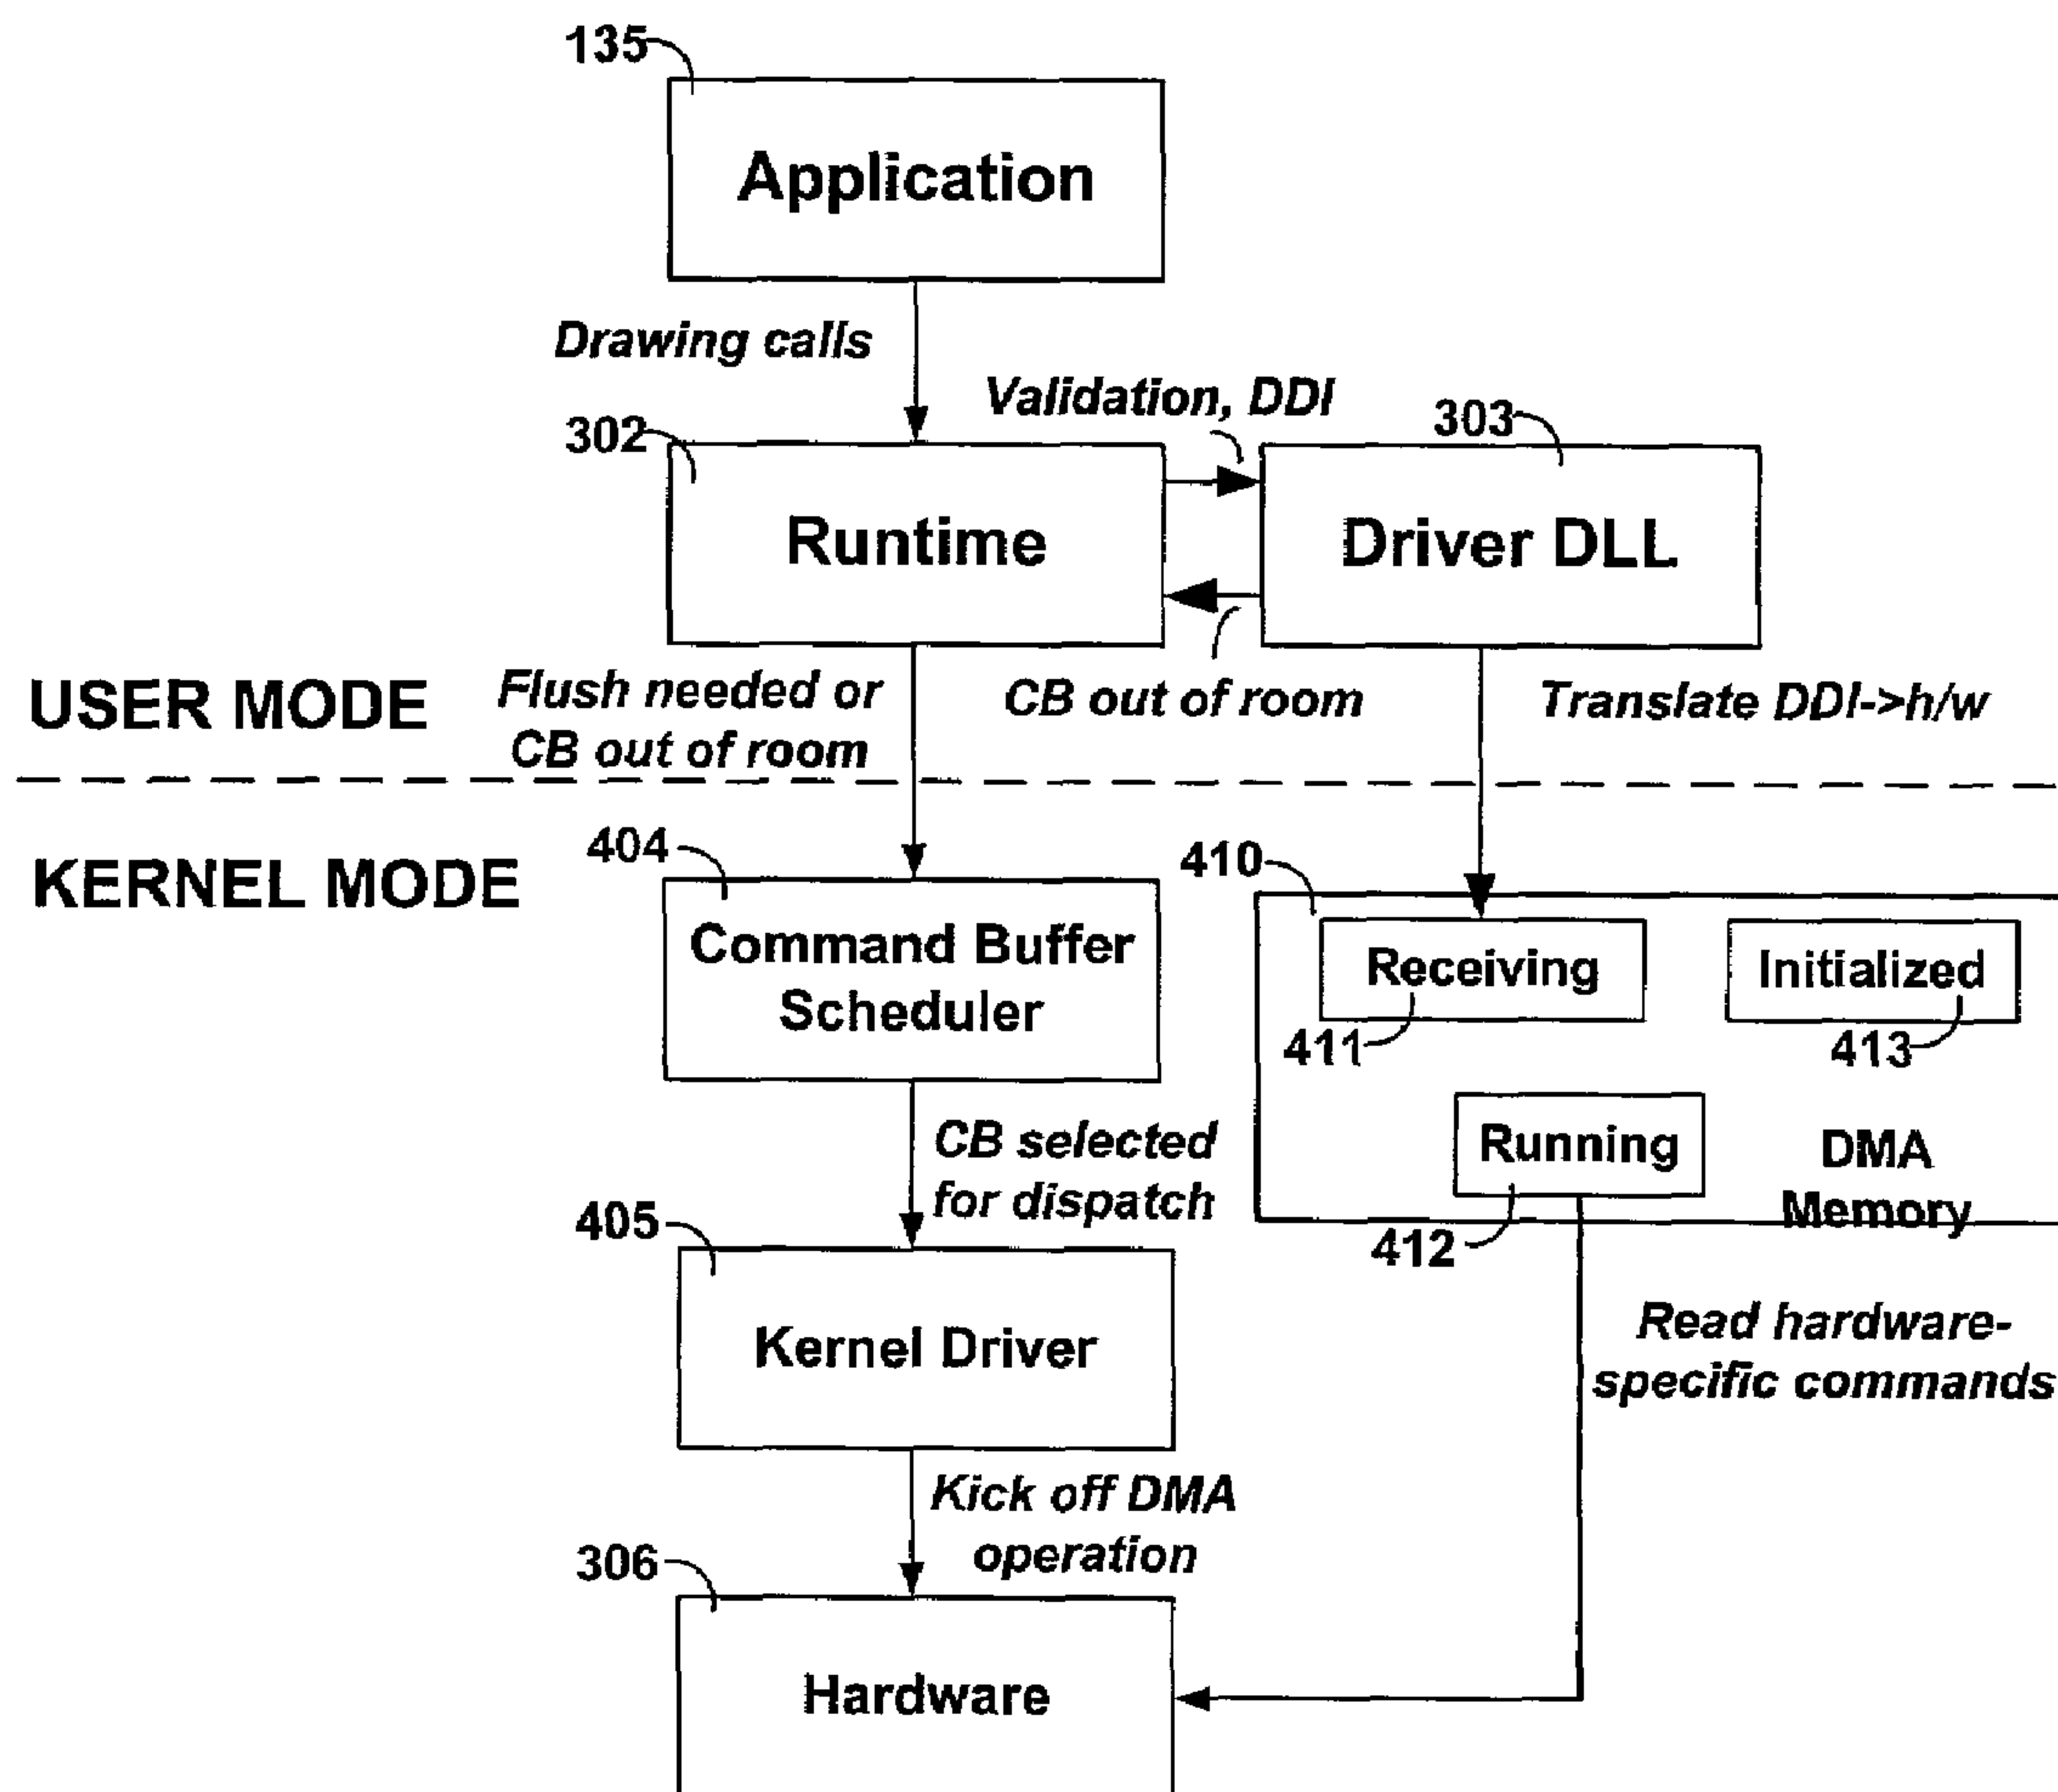 135
Application
Drawing calls
Validation, DDI
302
303
Runtime
Driver DLL
USER MODE
Flush needed or
CB out of room
CB out of room
Translate DDI->h/w
KERNEL MODE
404
Command Buffer
Scheduler
410
Receiving
411
Initialized
413
Running
412
DMA
Memory
CB selected
for dispatch
405
Kernel Driver
Read hardware-
specific commands
Kick off DMA
operation
306
Hardware